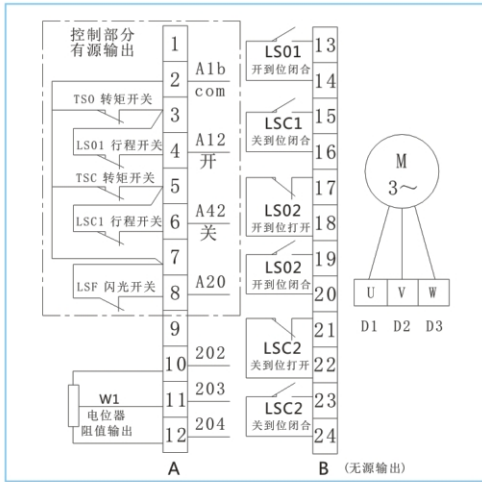 控制部分
有源输出
TSO 转矩开关
LSO1 行程开关
TSC 转矩开关
LSC1 行程开关
LSF 闪光开关
W1
电位器
阻值输出
1
2
3
4
5
6
7
8
9
10
11
12
A
A1b
com
A12
开
A42
关
A20
202
203
204
LSO1
开到位闭合
LSC1
关到位闭合
LSO2
开到位打开
LSO2
开到位闭合
LSC2
关到位打开
LSC2
关到位闭合
13
14
15
16
17
18
19
20
21
22
23
24
B (无源输出)
M
3～
U V W
D1 D2 D3